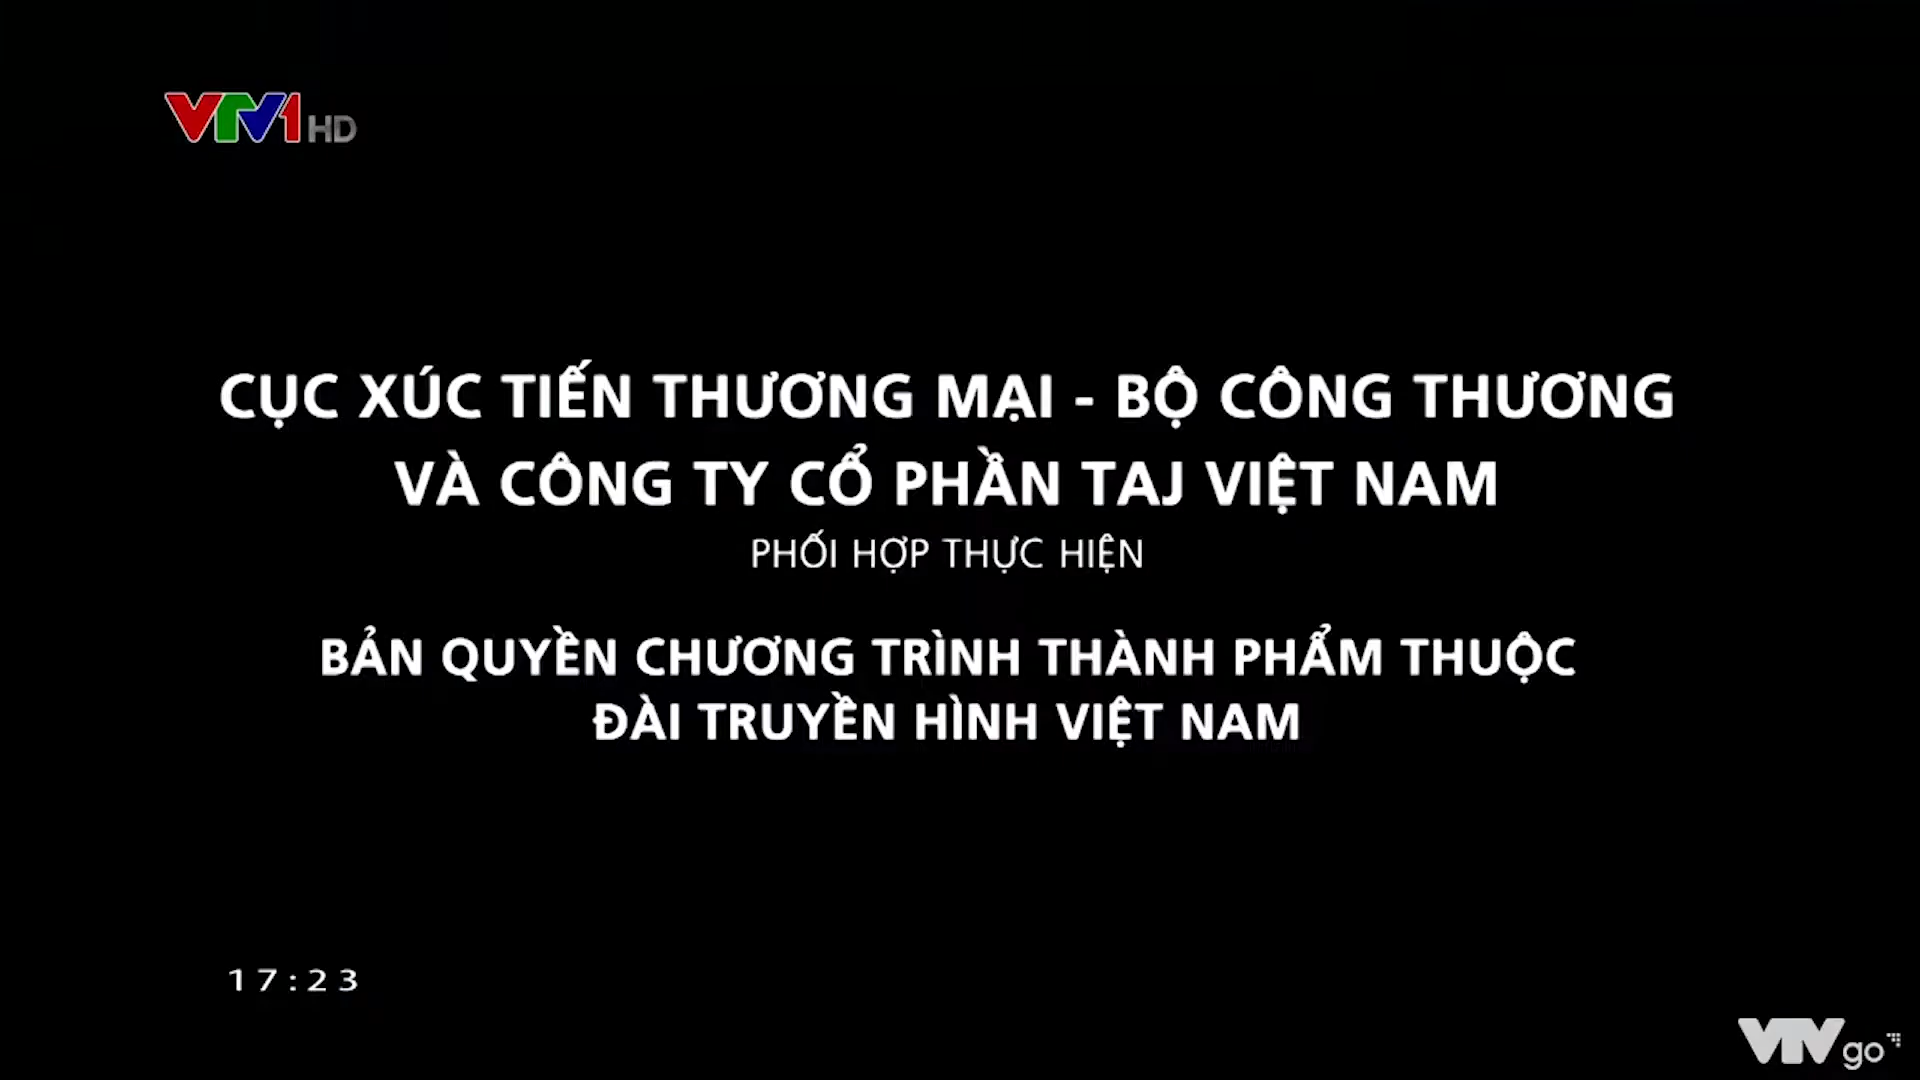 VTV1 HD
CỤC XÚC TIẾN THƯƠNG MẠI - BỘ CÔNG THƯƠNG
VÀ CÔNG TY CỔ PHẦN TAJ VIỆT NAM
PHỐI HỢP THỰC HIỆN
BẢN QUYỀN CHƯƠNG TRÌNH THÀNH PHẨM THUỘC
ĐÀI TRUYỀN HÌNH VIỆT NAM
17:23
VTV go